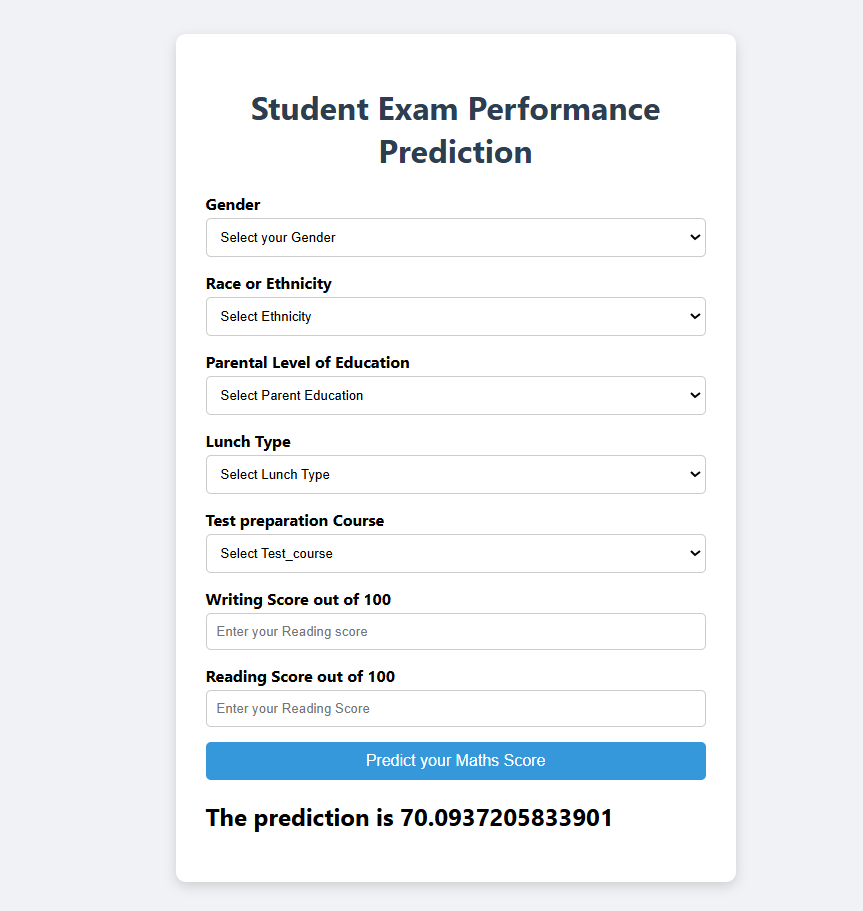 Student Exam Performance
Prediction
Gender
Select your Gender
Race or Ethnicity
Select Ethnicity
Parental Level of Education
Select Parent Education
Lunch Type
Select Lunch Type
Test preparation Course
Select Test_course
Writing Score out of 100
Enter your Reading score
Reading Score out of 100
Enter your Reading Score
Predict your Maths Score
The prediction is 70.0937205833901